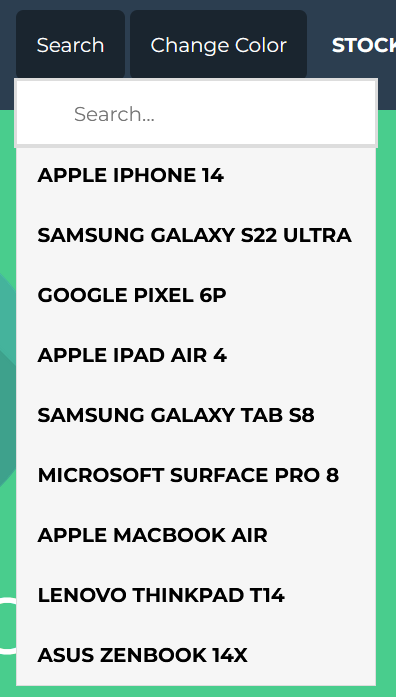 Search Change Color STOCK
Search...
APPLE IPHONE 14
SAMSUNG GALAXY S22 ULTRA
GOOGLE PIXEL 6P
APPLE IPAD AIR 4
SAMSUNG GALAXY TAB S8
MICROSOFT SURFACE PRO 8
APPLE MACBOOK AIR
LENOVO THINKPAD T14
ASUS ZENBOOK 14X